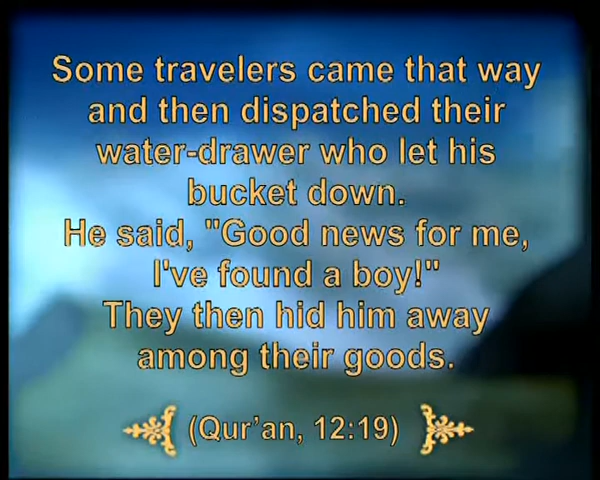 Some travelers came that way
and then dispatched their
water-drawer who let his
bucket down.
He said, "Good news for me,
I've found a boy!"
They then hid him away
among their goods.
(Qur’an, 12:19)